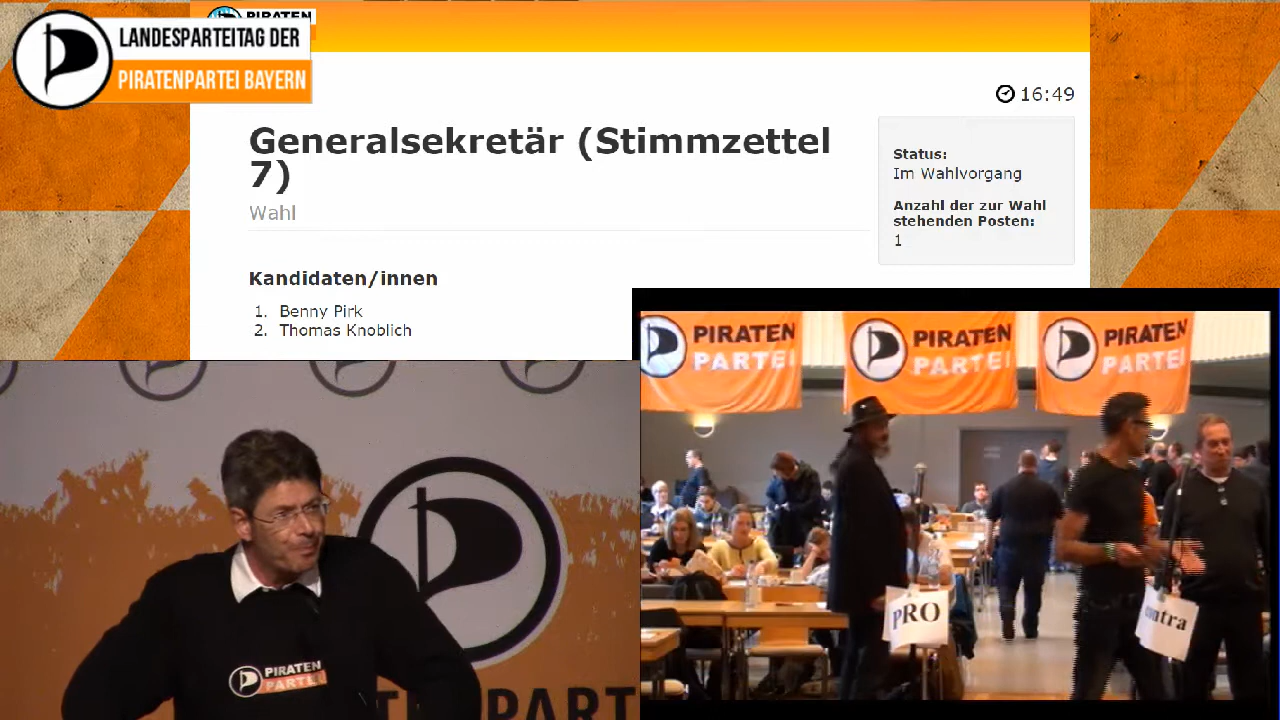 PIRATEN
LANDESPARTEITAG DER
PIRATENPARTEI BAYERN
16:49
Generalsekretär (Stimmzettel
7)
Wahl
Status:
Im Wahlvorgang
Anzahl der zur Wahl
stehenden Posten:
1
Kandidaten/innen
1. Benny Pirk
2. Thomas Knoblich
PIRATEN
PARTEI
PIRATEN
PARTEI
PIRATEN
PARTEI
PRO
PIRATEN
PARTEI